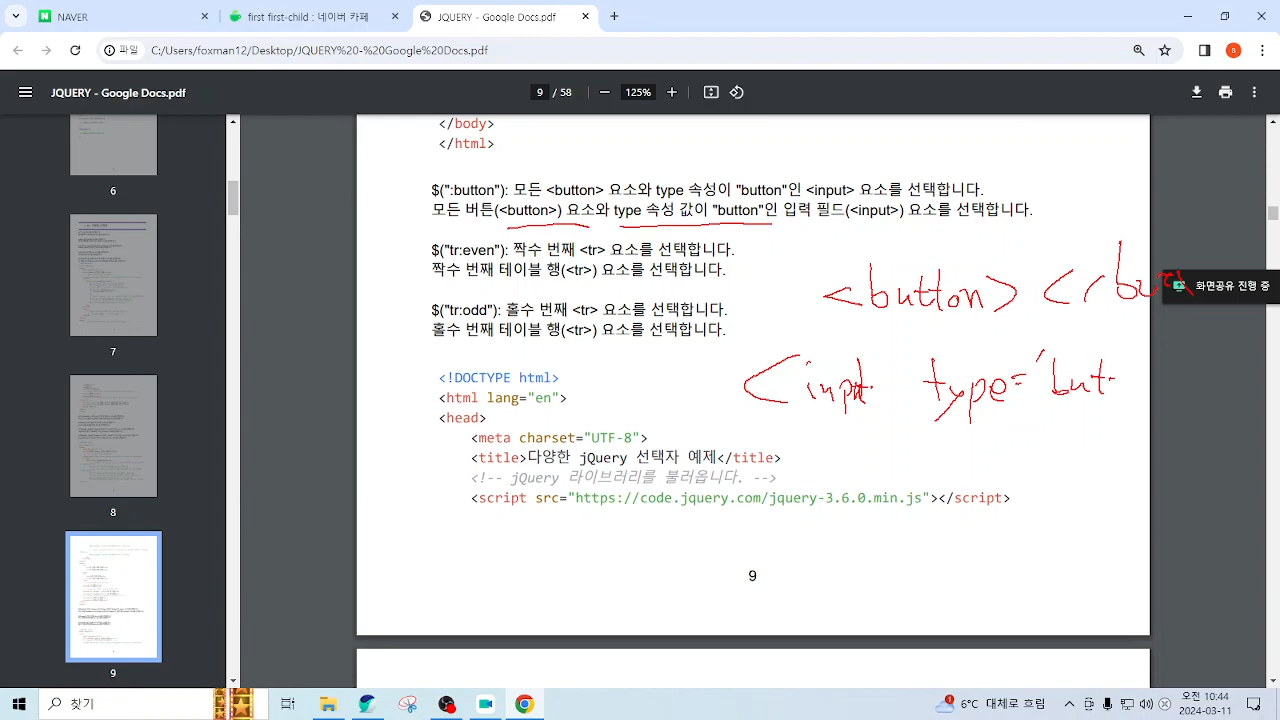 NAVER
first first-child : 네이버 카페
JQUERY - Google Docs.pdf
파일
C:/Users/foxman12/Desktop/JQUERY%20-%20Google%20Docs.pdf
s
JQUERY - Google Docs.pdf
9 / 58
125%
6
7
8
9
</body>
</html>
$(":button"): 모든 <button> 요소와 type 속성이 "button"인 <input> 요소를 선택합니다.
모든 버튼(<button>) 요소와 type 속성 값이 "button"인 입력 필드(<input>) 요소를 선택합니다.
even"): 짝수 번째 <tr> 요소를 선택합니다.
짝수 번째 테이블 행(<tr>) 요소를 선택합니다.
odd"): 홀수 번째 <tr> 요소를 선택합니다.
홀수 번째 테이블 행(<tr>) 요소를 선택합니다.
<button> </but
<inpt type='but
<!DOCTYPE html>
<html lang="en">
<head>
<meta charset="UTF-8">
<title>다양한 jQuery 선택자 예제</title>
<!-- jQuery 라이브러리를 불러옵니다. -->
<script src="https://code.jquery.com/jquery-3.6.0.min.js"></script>
9
찾기
1
6°C 대체로 흐림
오전 10:44
2024-03-11